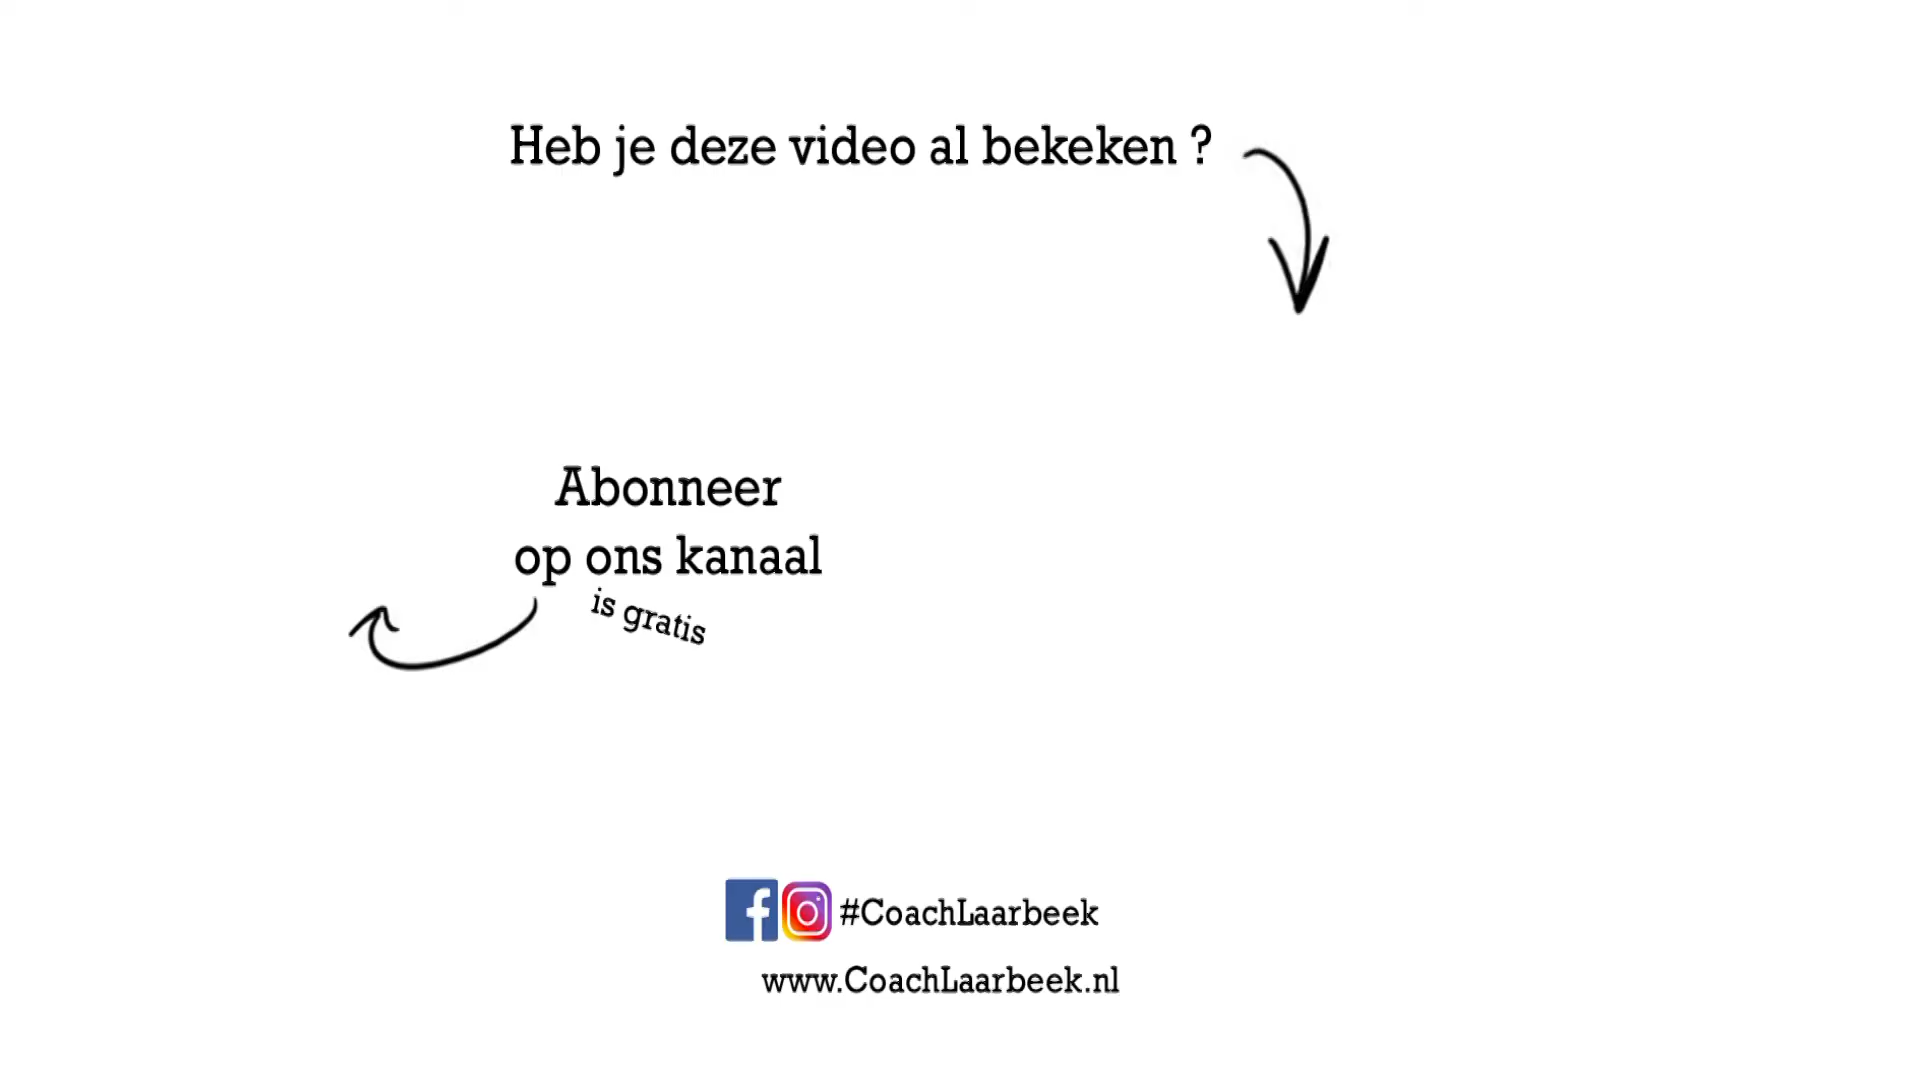 Heb je deze video al bekeken ?
Abonneer
op ons kanaal
is gratis
#CoachLaarbeek
www.CoachLaarbeek.nl